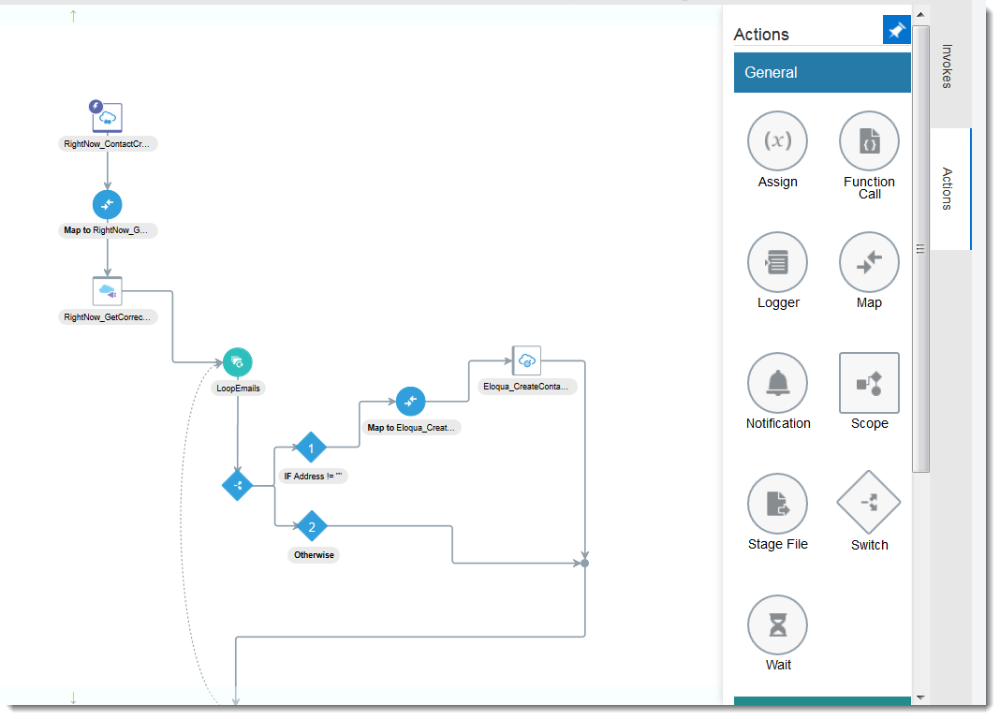 RightNow_ContactCr...
Map to RightNow_G...
RightNow_GetCorrec...
LoopEmails
1
IF Address != ""
2
Otherwise
Map to Eloqua_Creat...
Eloqua_CreateConta...
Actions
General
(x)
Assign
{}
Function
Call
Logger
Map
Notification
Scope
Stage File
Switch
Wait
Invokes
Actions